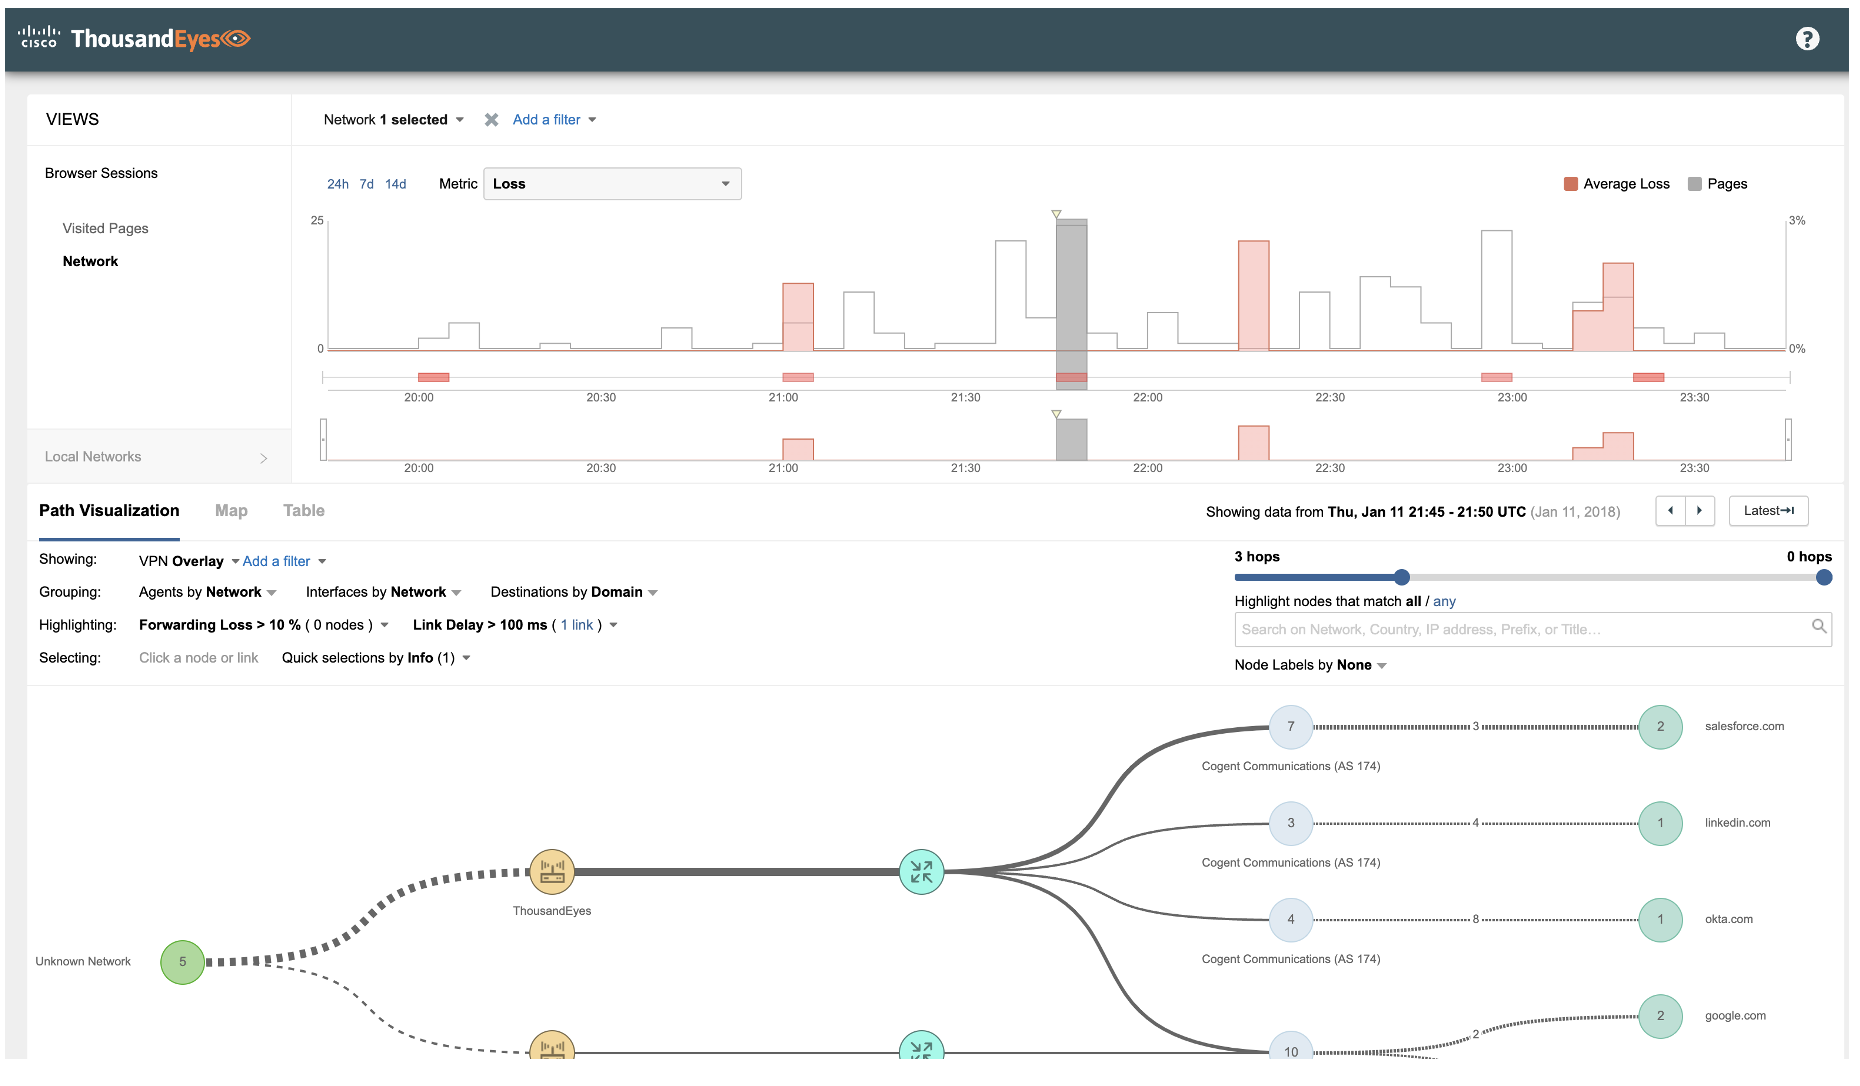 CISCO ThousandEyes
?
VIEWS
Network 1 selected Add a filter
Browser Sessions
Visited Pages
Network
24h 7d 14d Metric Loss
Average Loss Pages
25 3%
0 0%
20:00 20:30 21:00 21:30 22:00 22:30 23:00 23:30
Local Networks
20:00 20:30 21:00 21:30 22:00 22:30 23:00 23:30
Path Visualization Map Table
Showing data from Thu, Jan 11 21:45 - 21:50 UTC (Jan 11, 2018)
Latest
Showing: VPN Overlay Add a filter
Grouping: Agents by Network Interfaces by Network Destinations by Domain
Highlighting: Forwarding Loss > 10 % ( 0 nodes ) Link Delay > 100 ms ( 1 link )
Selecting: Click a node or link Quick selections by Info (1)
3 hops 0 hops
Highlight nodes that match all / any
Search on Network, Country, IP address, Prefix, or Title...
Node Labels by None
7 3 2 salesforce.com
Cogent Communications (AS 174)
3 4 1 linkedin.com
Cogent Communications (AS 174)
ThousandEyes
4 8 1 okta.com
Cogent Communications (AS 174)
Unknown Network 5
2 google.com
2
10